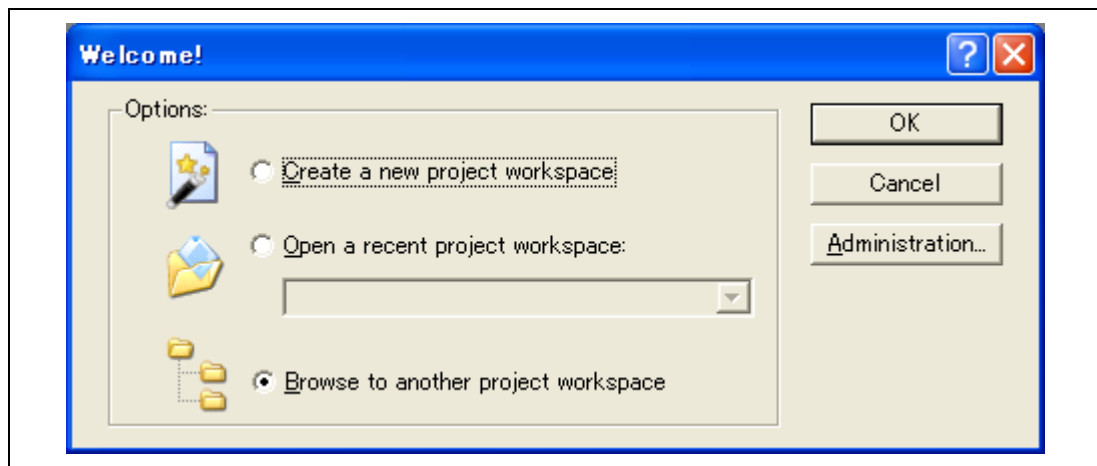 Welcome!
Options:
Create a new project workspace
Open a recent project workspace:
Browse to another project workspace
OK
Cancel
Administration...